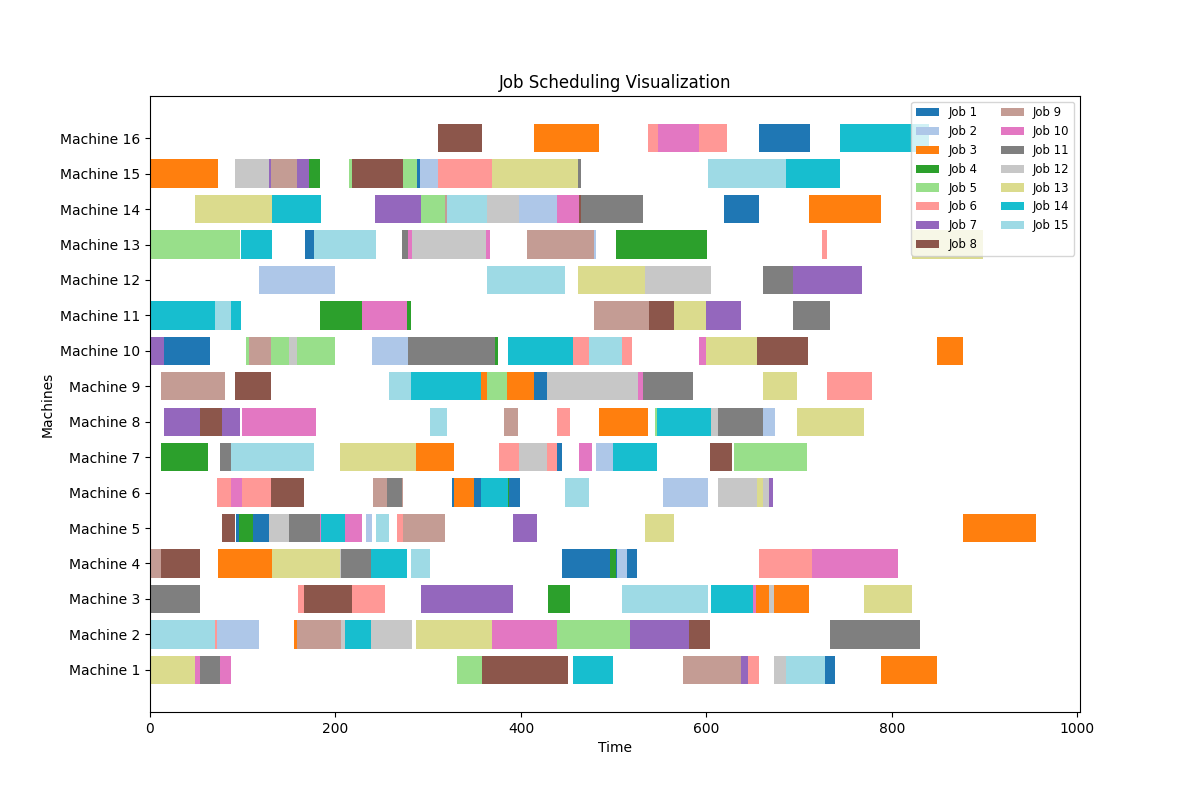 Job Scheduling Visualization
Machines
Machine 16
Machine 15
Machine 14
Machine 13
Machine 12
Machine 11
Machine 10
Machine 9
Machine 8
Machine 7
Machine 6
Machine 5
Machine 4
Machine 3
Machine 2
Machine 1
Job 1
Job 2
Job 3
Job 4
Job 5
Job 6
Job 7
Job 8
Job 9
Job 10
Job 11
Job 12
Job 13
Job 14
Job 15
0 200 400 600 800 1000
Time